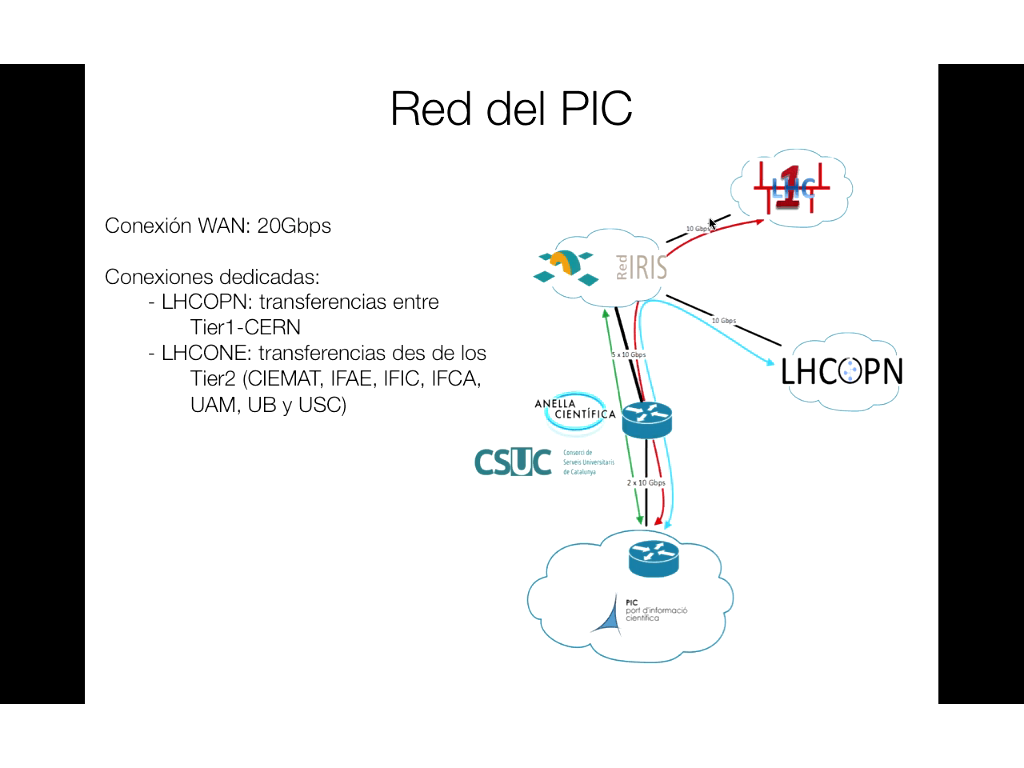 Red del PIC
Conexión WAN: 20Gbps
Conexiones dedicadas:
- LHCOPN: transferencias entre
Tier1-CERN
- LHCONE: transferencias des de los
Tier2 (CIEMAT, IFAE, IFIC, IFCA,
UAM, UB y USC)
LHC
1
10 Gbps
Red
IRIS
10 Gbps
LHCOPN
5 x 10 Gbps
ANELLA
CIENTÍFICA
CSUC
Consorci de
Serveis Universitaris
de Catalunya
2 x 10 Gbps
PIC
port d'informació
científica